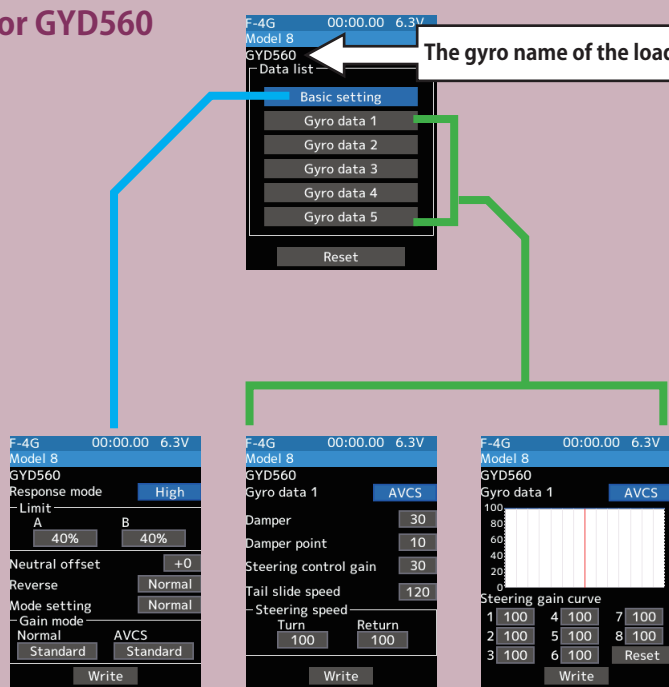 or GYD560
F-4G 00:00.00 6.3V
Model 8
GYD560
The gyro name of the load
Data list
Basic setting
Gyro data 1
Gyro data 2
Gyro data 3
Gyro data 4
Gyro data 5
Reset
F-4G 00:00.00 6.3V
Model 8
GYD560
Response mode High
Limit
A B
40% 40%
Neutral offset +0
Reverse Normal
Mode setting Normal
Gain mode
Normal AVCS
Standard Standard
Write
F-4G 00:00.00 6.3V
Model 8
GYD560
Gyro data 1 AVCS
Damper 30
Damper point 10
Steering control gain 30
Tail slide speed 120
Steering speed
Turn Return
100 100
Write
F-4G 00:00.00 6.3V
Model 8
GYD560
Gyro data 1 AVCS
100
80
60
40
20
0
Steering gain curve
1 100 4 100 7 100
2 100 5 100 8 100
3 100 6 100 Reset
Write